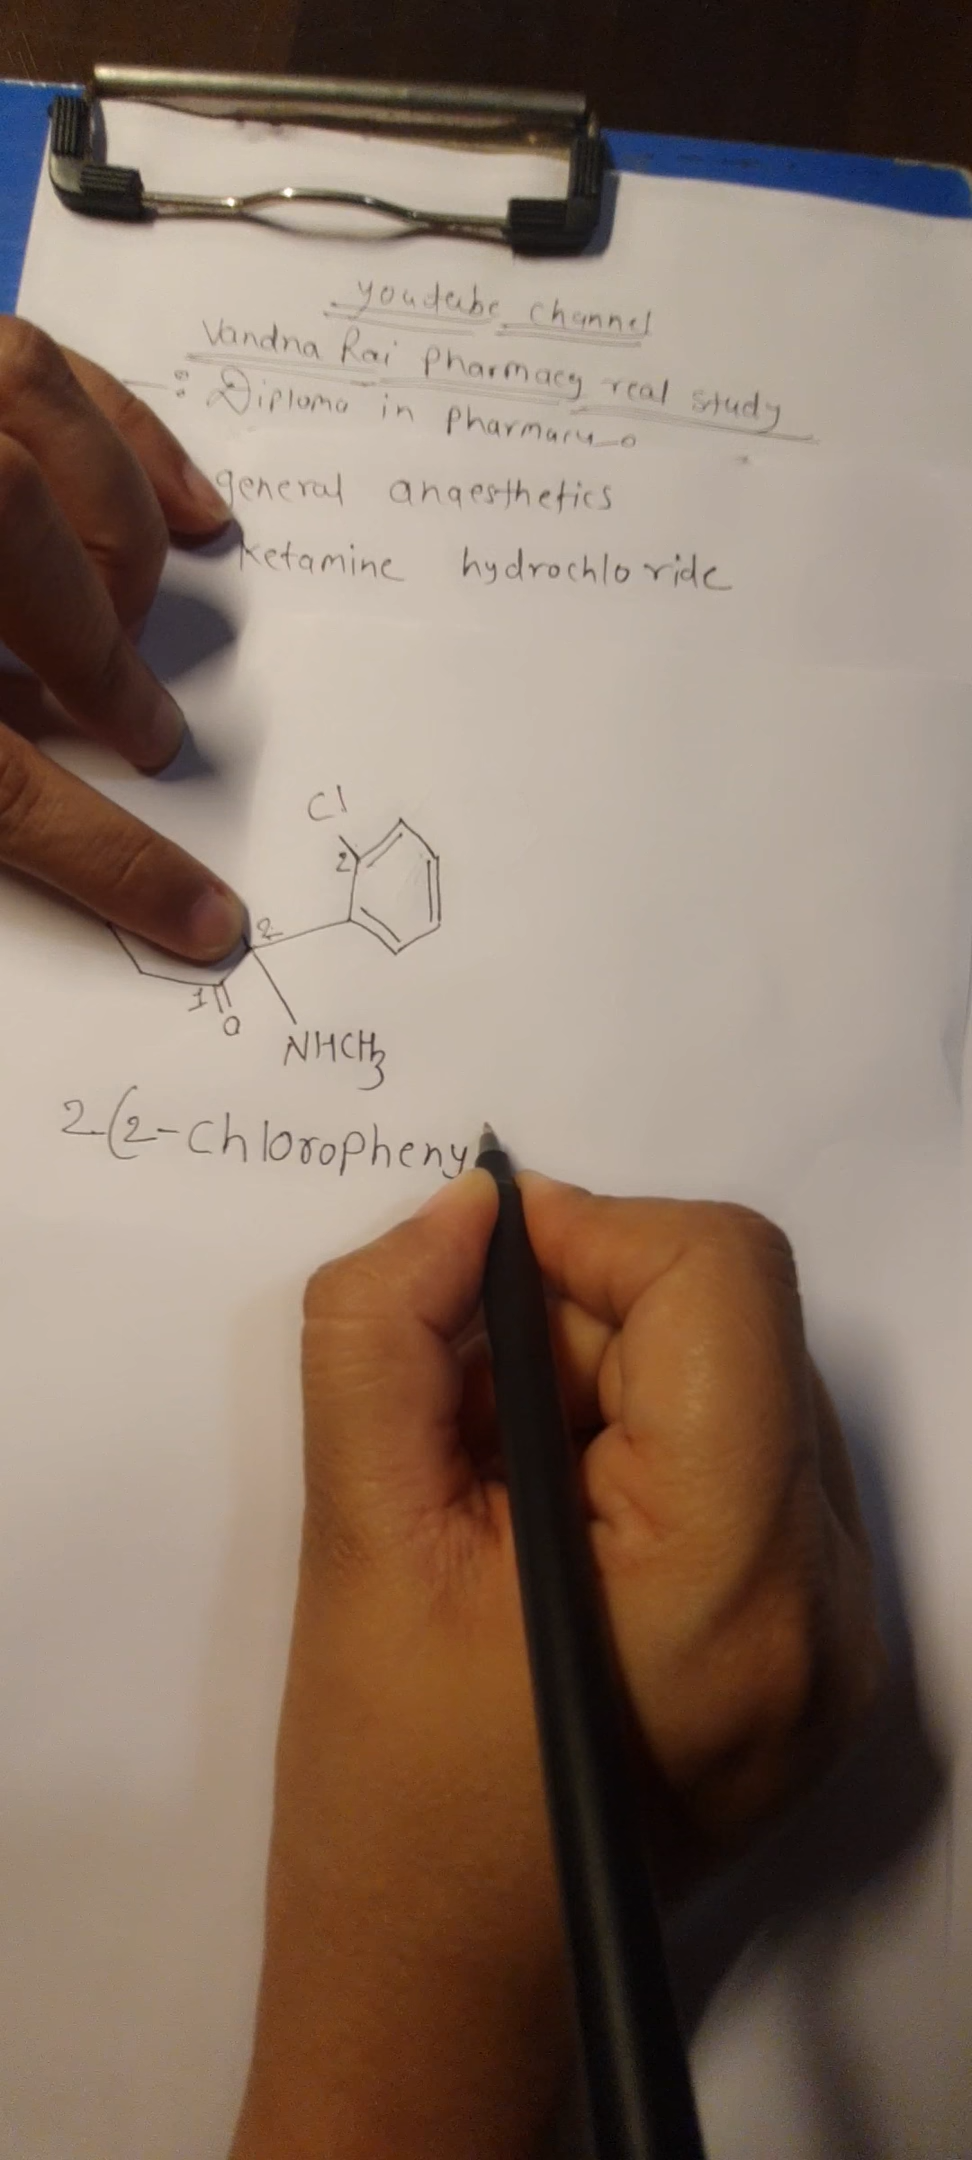 youtube channel
Vandna Rai Pharmacy real study
-: Diploma in pharmacy
general anaesthetics
Ketamine hydrochloride
Cl
2
2
1
O
NHCH3
2-(2-chloropheny